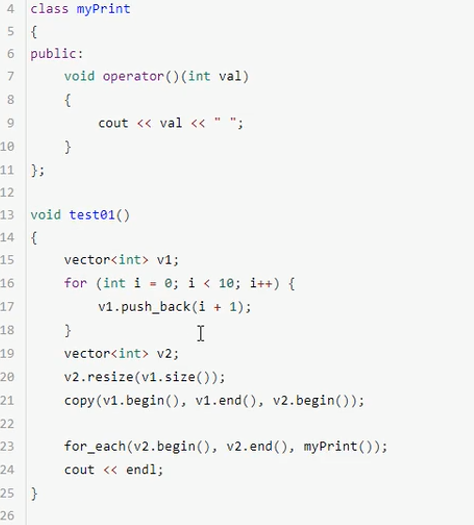 4 class myPrint
5 {
6 public:
7     void operator()(int val)
8     {
9         cout << val << " ";
10     }
11 };
12
13 void test01()
14 {
15     vector<int> v1;
16     for (int i = 0; i < 10; i++) {
17         v1.push_back(i + 1);
18     }
19     vector<int> v2;
20     v2.resize(v1.size());
21     copy(v1.begin(), v1.end(), v2.begin());
22
23     for_each(v2.begin(), v2.end(), myPrint());
24     cout << endl;
25 }
26